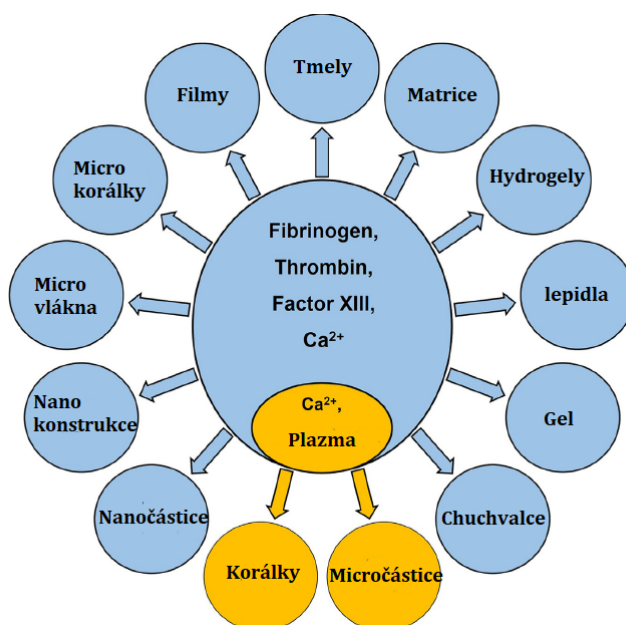 Tmely
Filmy
Matrice
Micro
korálky
Hydrogely
Fibrinogen,
Thrombin,
Factor XIII,
Ca²⁺
Micro
vlákna
lepidla
Ca²⁺,
Plazma
Nano
konstrukce
Gel
Nanočástice
Chuchvalce
Korálky
Micročástice